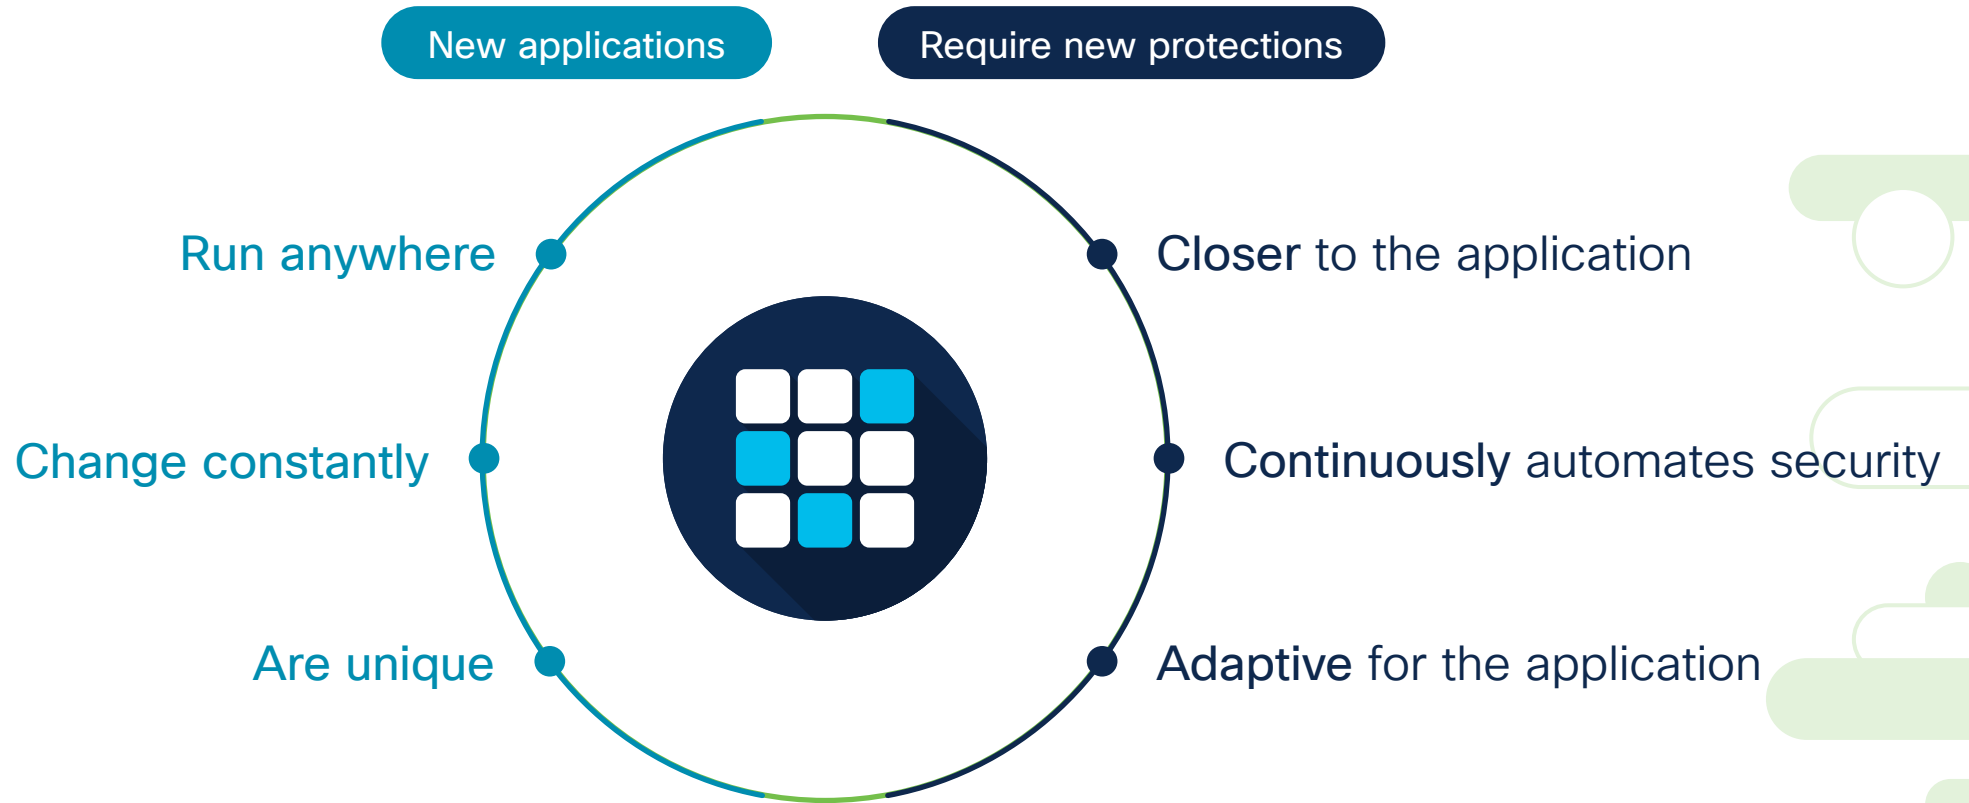 New applications
Require new protections
Run anywhere
Closer to the application
Change constantly
Continuously automates security
Are unique
Adaptive for the application